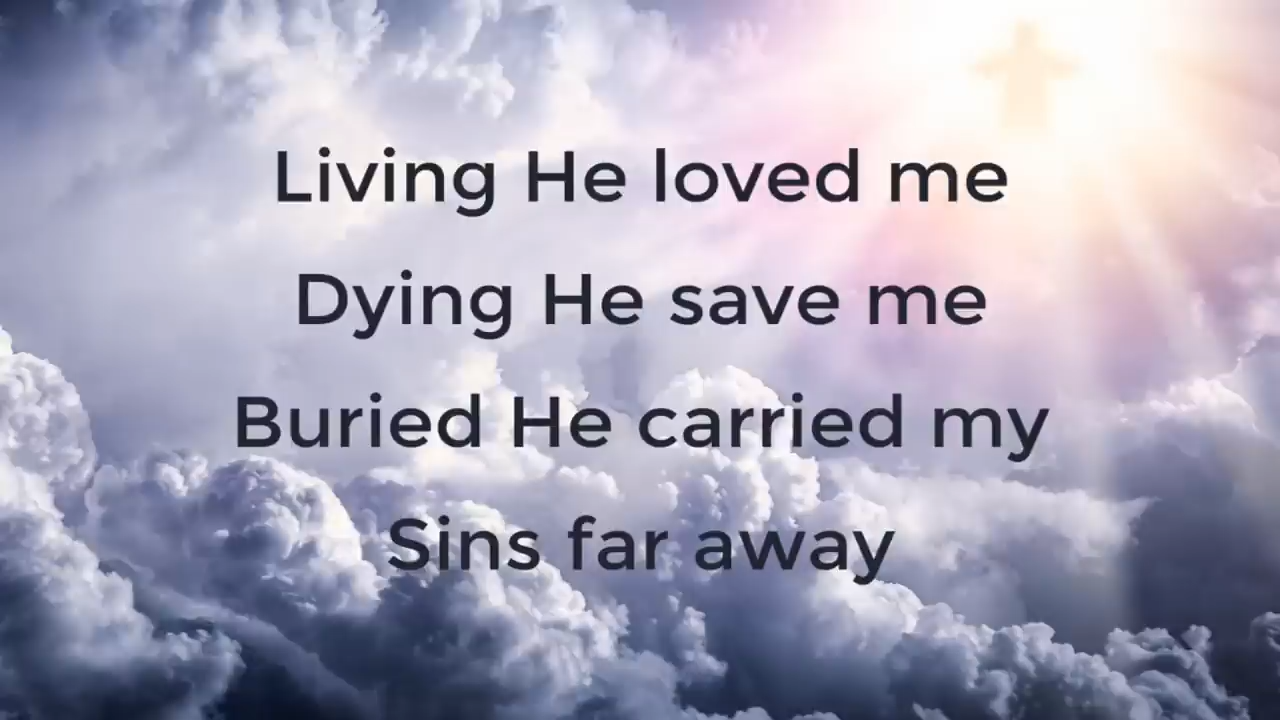 Living He loved me
Dying He save me
Buried He carried my
Sins far away